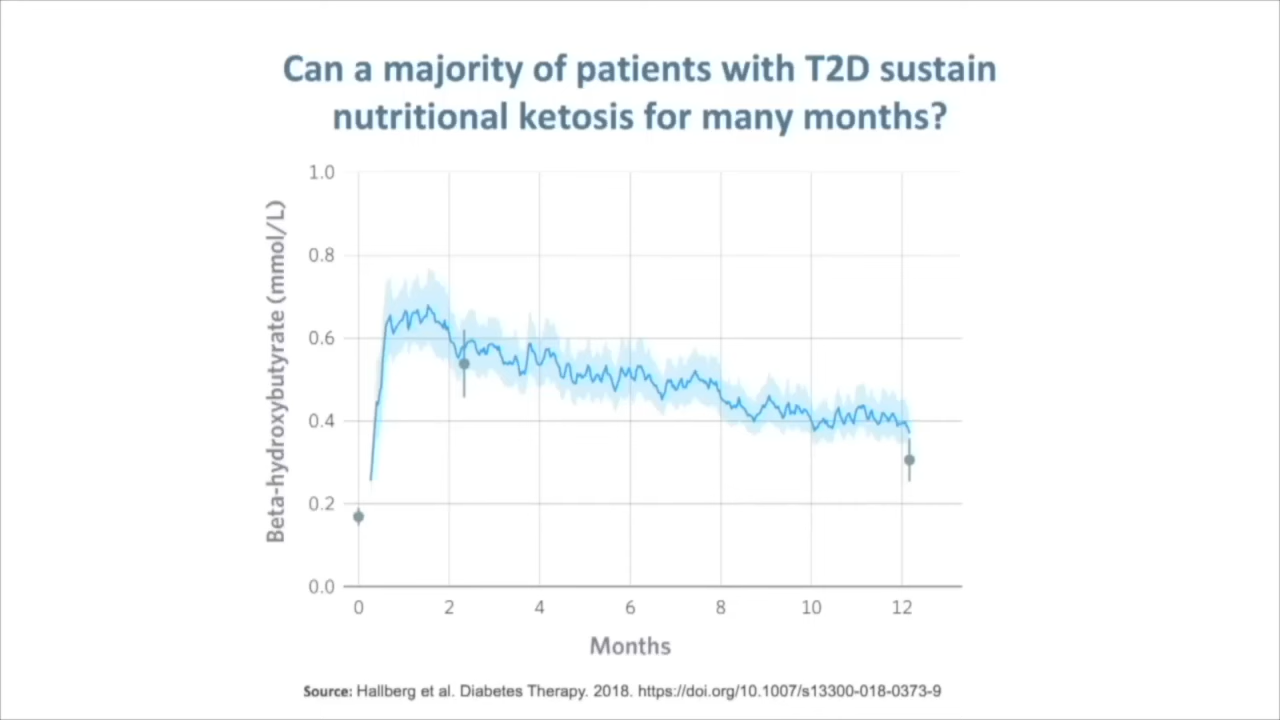 Can a majority of patients with T2D sustain
nutritional ketosis for many months?
Beta-hydroxybutyrate (mmol/L)
1.0
0.8
0.6
0.4
0.2
0.0
0 2 4 6 8 10 12
Months
Source: Hallberg et al. Diabetes Therapy. 2018. https://doi.org/10.1007/s13300-018-0373-9